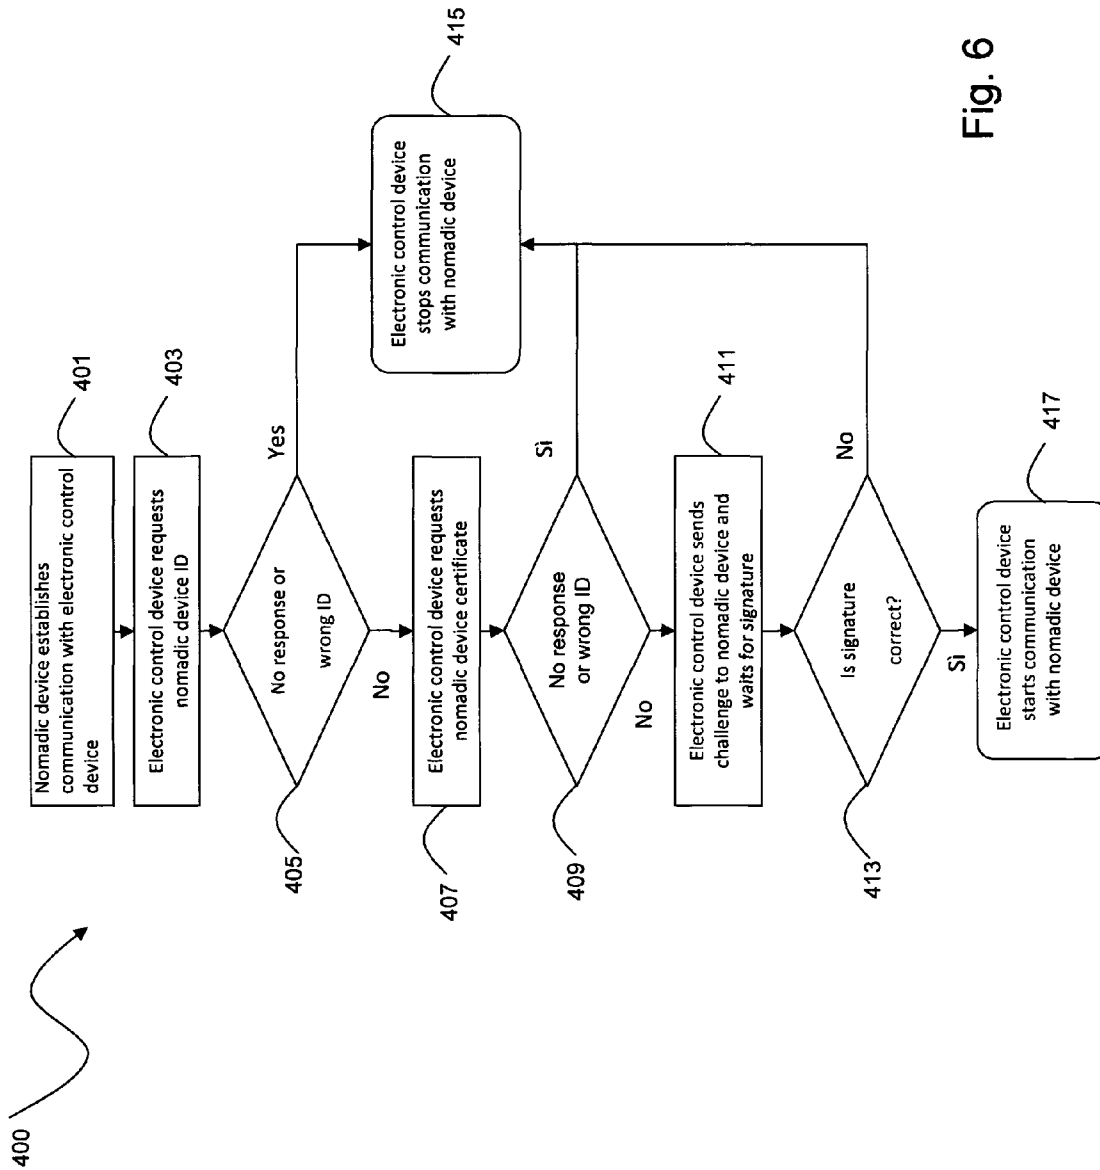 400
Nomadic device establishes
communication with electronic control
device
401
Electronic control device requests
nomadic device ID
403
No response or
wrong ID
405
Yes
No
Electronic control device requests
nomadic device certificate
407
No response
or wrong ID
409
Sì
No
Electronic control device sends
challenge to nomadic device and
waits for signature
411
Is signature
correct?
413
No
Sì
Electronic control device
stops communication
with nomadic device
415
Electronic control device
starts communication
with nomadic device
417
Fig. 6